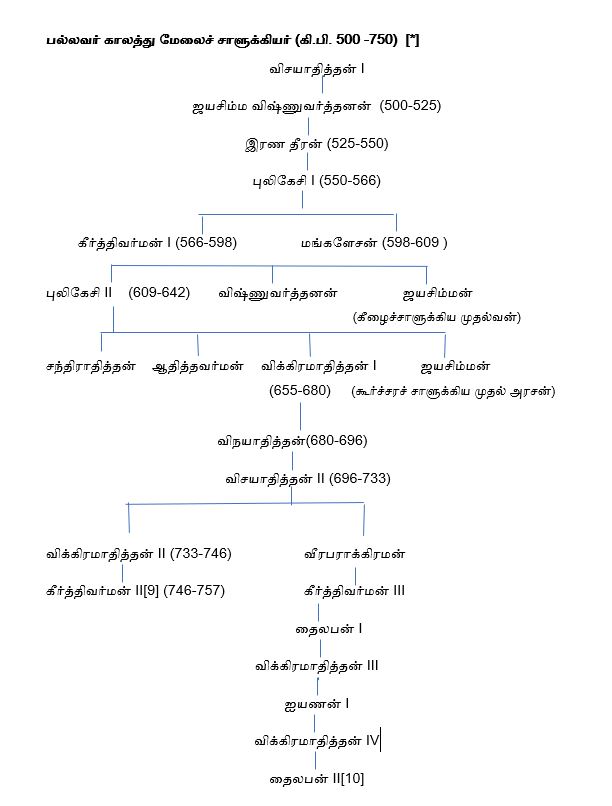 பல்லவர் காலத்து மேலைச் சாளுக்கியர் (கி.பி. 500 -750) [*]
விசயாதித்தன் I
ஜயசிம்ம விஷ்ணுவர்த்தனன் (500-525)
இரண தீரன் (525-550)
புலிகேசி I (550-566)
கீர்த்திவர்மன் I (566-598) மங்களேசன் (598-609 )
புலிகேசி II (609-642) விஷ்ணுவர்த்தனன் ஜயசிம்மன்
(கீழைச்சாளுக்கிய முதல்வன்)
சந்திராதித்தன் ஆதித்தவர்மன் விக்கிரமாதித்தன் I ஜயசிம்மன்
(655-680) (கூர்ச்சரச் சாளுக்கிய முதல் அரசன்)
விநயாதித்தன்(680-696)
விசயாதித்தன் II (696-733)
விக்கிரமாதித்தன் II (733-746) வீரபராக்கிரமன்
கீர்த்திவர்மன் II[9] (746-757) கீர்த்திவர்மன் III
தைலபன் I
விக்கிரமாதித்தன் III
ஐயணன் I
விக்கிரமாதித்தன் IV
தைலபன் II[10]